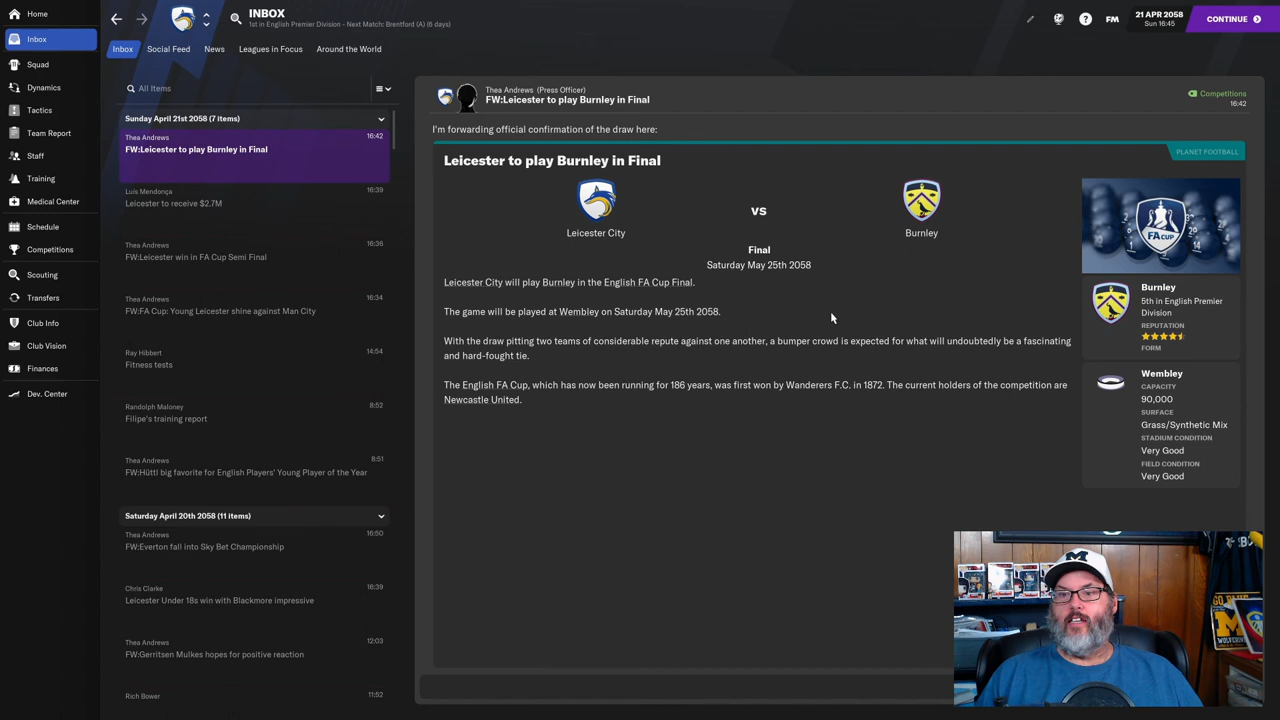 Home
Inbox
Squad
Dynamics
Tactics
Team Report
Staff
Training
Medical Center
Schedule
Competitions
Scouting
Transfers
Club Info
Club Vision
Finances
Dev. Center
INBOX
1st in English Premier Division - Next Match: Brentford (A) (6 days)
FM
21 APR 2058
Sun 16:45
CONTINUE
Inbox
Social Feed
News
Leagues in Focus
Around the World
All Items
Sunday April 21st 2058 (7 items)
Thea Andrews 16:42
FW:Leicester to play Burnley in Final
Luís Mendonça 16:39
Leicester to receive $2.7M
Thea Andrews 16:36
FW:Leicester win in FA Cup Semi Final
Thea Andrews 16:34
FW:FA Cup: Young Leicester shine against Man City
Ray Hibbert 14:54
Fitness tests
Randolph Maloney 8:52
Filipe's training report
Thea Andrews 8:51
FW:Hüttl big favorite for English Players' Young Player of the Year
Saturday April 20th 2058 (11 items)
Thea Andrews 16:50
FW:Everton fall into Sky Bet Championship
Chris Clarke 16:39
Leicester Under 18s win with Blackmore impressive
Thea Andrews 12:03
FW:Gerritsen Mulkes hopes for positive reaction
Rich Bower 11:52
Thea Andrews (Press Officer)
FW:Leicester to play Burnley in Final
Competitions
16:42
I'm forwarding official confirmation of the draw here:
Leicester to play Burnley in Final
PLANET FOOTBALL
Leicester City
vs
Burnley
Final
Saturday May 25th 2058
Leicester City will play Burnley in the English FA Cup Final.
The game will be played at Wembley on Saturday May 25th 2058.
With the draw pitting two teams of considerable repute against one another, a bumper crowd is expected for what will undoubtedly be a fascinating
and hard-fought tie.
The English FA Cup, which has now been running for 186 years, was first won by Wanderers F.C. in 1872. The current holders of the competition are
Newcastle United.
FA CUP
Burnley
5th in English Premier
Division
REPUTATION
FORM
Wembley
CAPACITY
90,000
SURFACE
Grass/Synthetic Mix
STADIUM CONDITION
Very Good
FIELD CONDITION
Very Good
M
GO BLUE
M
WOLVERINES